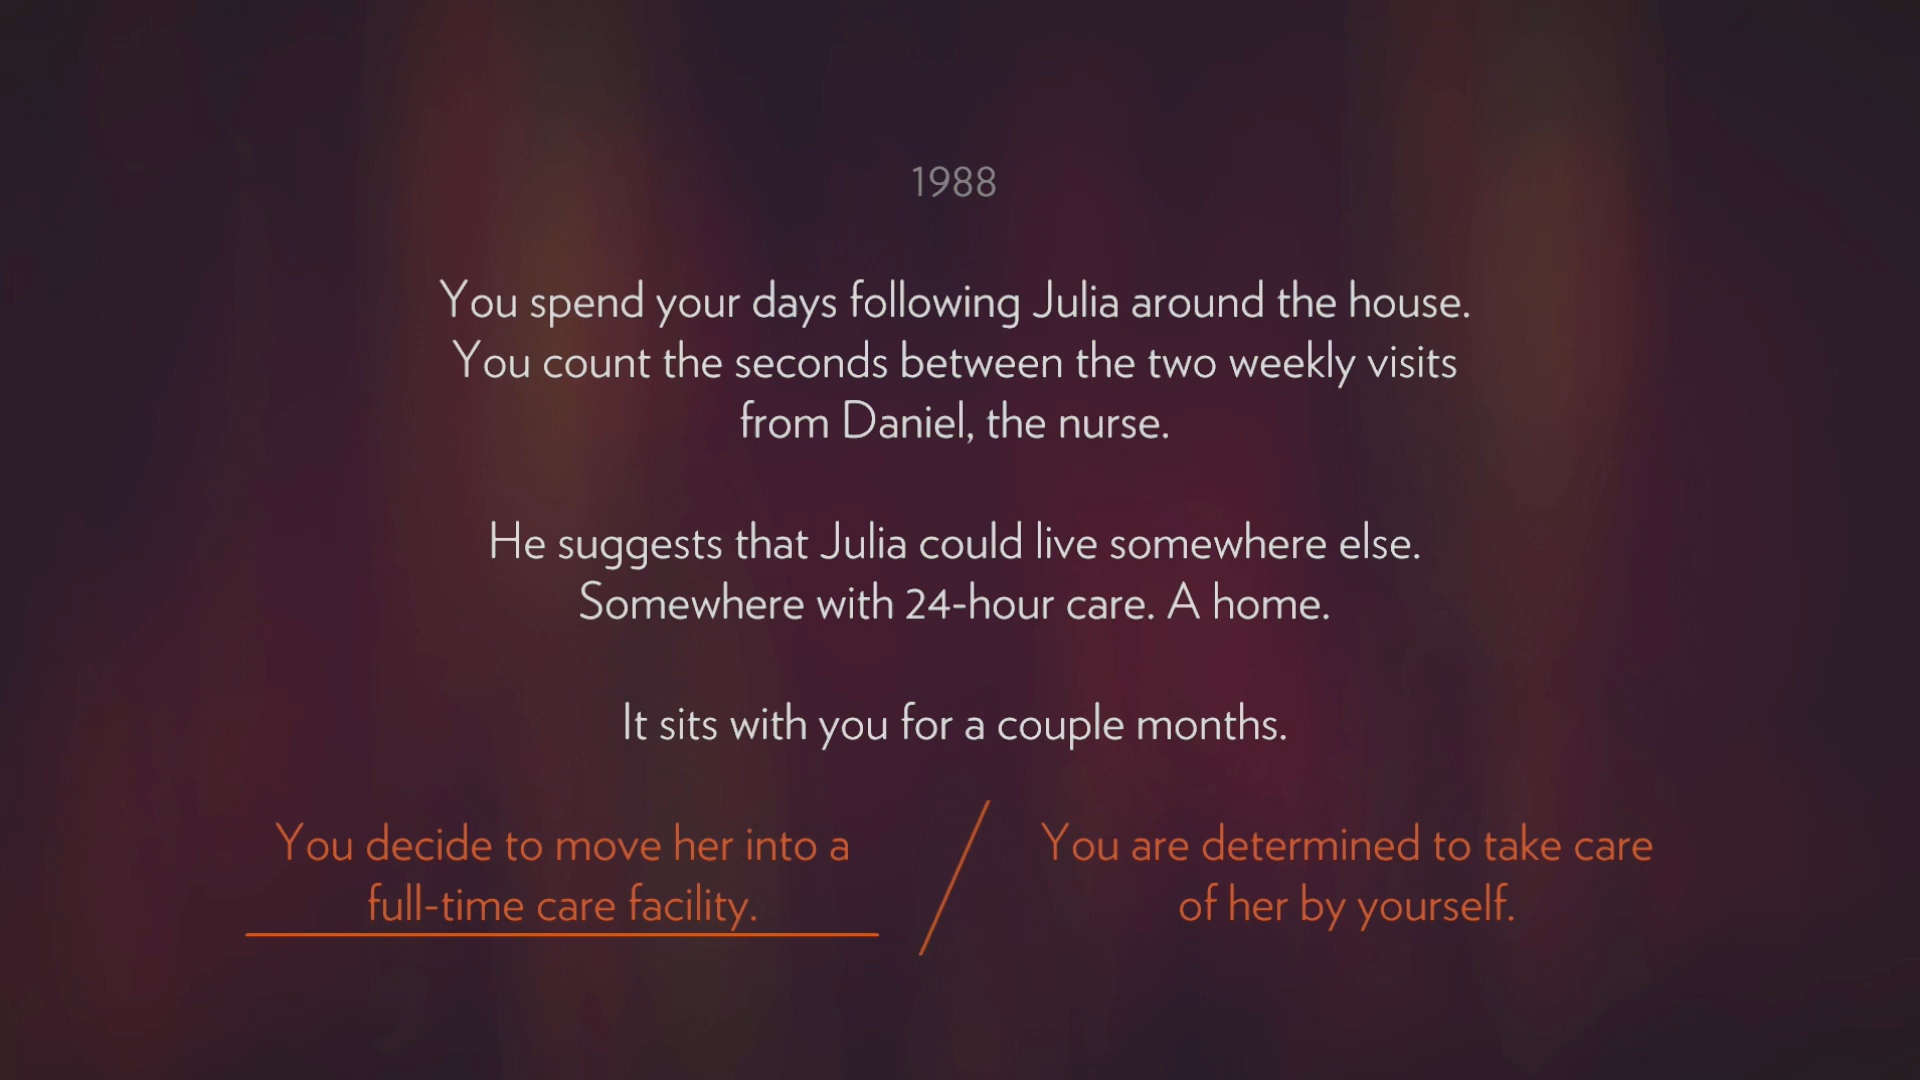 1988
You spend your days following Julia around the house.
You count the seconds between the two weekly visits
from Daniel, the nurse.
He suggests that Julia could live somewhere else.
Somewhere with 24-hour care. A home.
It sits with you for a couple months.
You decide to move her into a
full-time care facility.
You are determined to take care
of her by yourself.